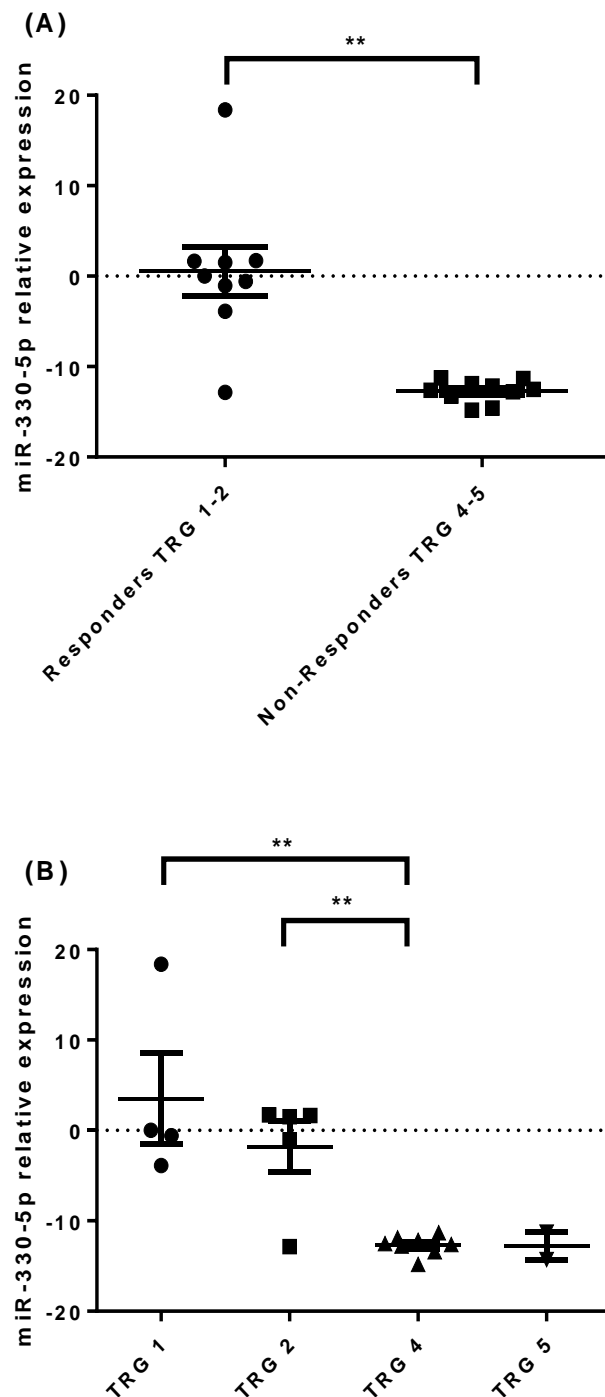 (A)
**
miR-330-5p relative expression
20
10
0
-10
-20
Responders TRG 1-2
Non-Responders TRG 4-5
(B)
**
**
miR-330-5p relative expression
20
10
0
-10
-20
TRG 1
TRG 2
TRG 4
TRG 5